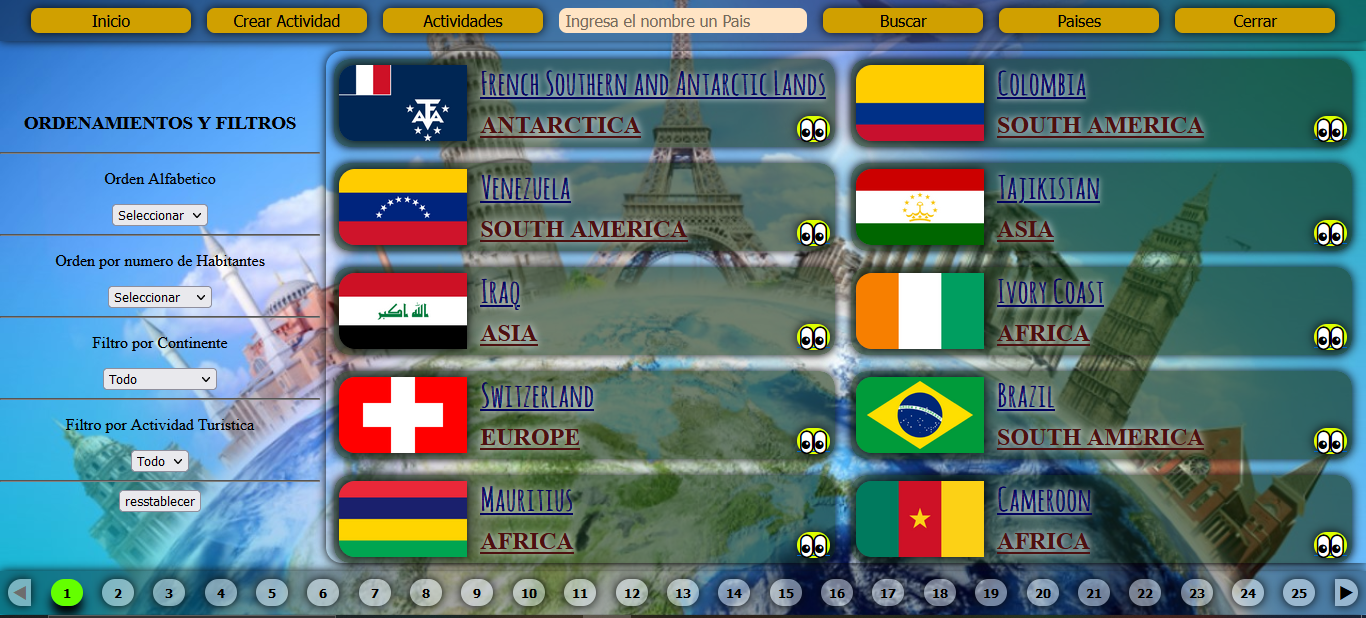 Inicio
Crear Actividad
Actividades
Ingresa el nombre un Pais
Buscar
Paises
Cerrar
ORDENAMIENTOS Y FILTROS
Orden Alfabetico
Seleccionar
Orden por numero de Habitantes
Seleccionar
Filtro por Continente
Todo
Filtro por Actividad Turística
Todo
resstablecer
French Southern and Antarctic Lands
ANTARCTICA
Colombia
SOUTH AMERICA
Venezuela
SOUTH AMERICA
Tajikistan
ASIA
Iraq
ASIA
الله اكبر
Ivory Coast
AFRICA
Switzerland
EUROPE
Brazil
SOUTH AMERICA
Mauritius
AFRICA
Cameroon
AFRICA
1 2 3 4 5 6 7 8 9 10 11 12 13 14 15 16 17 18 19 20 21 22 23 24 25